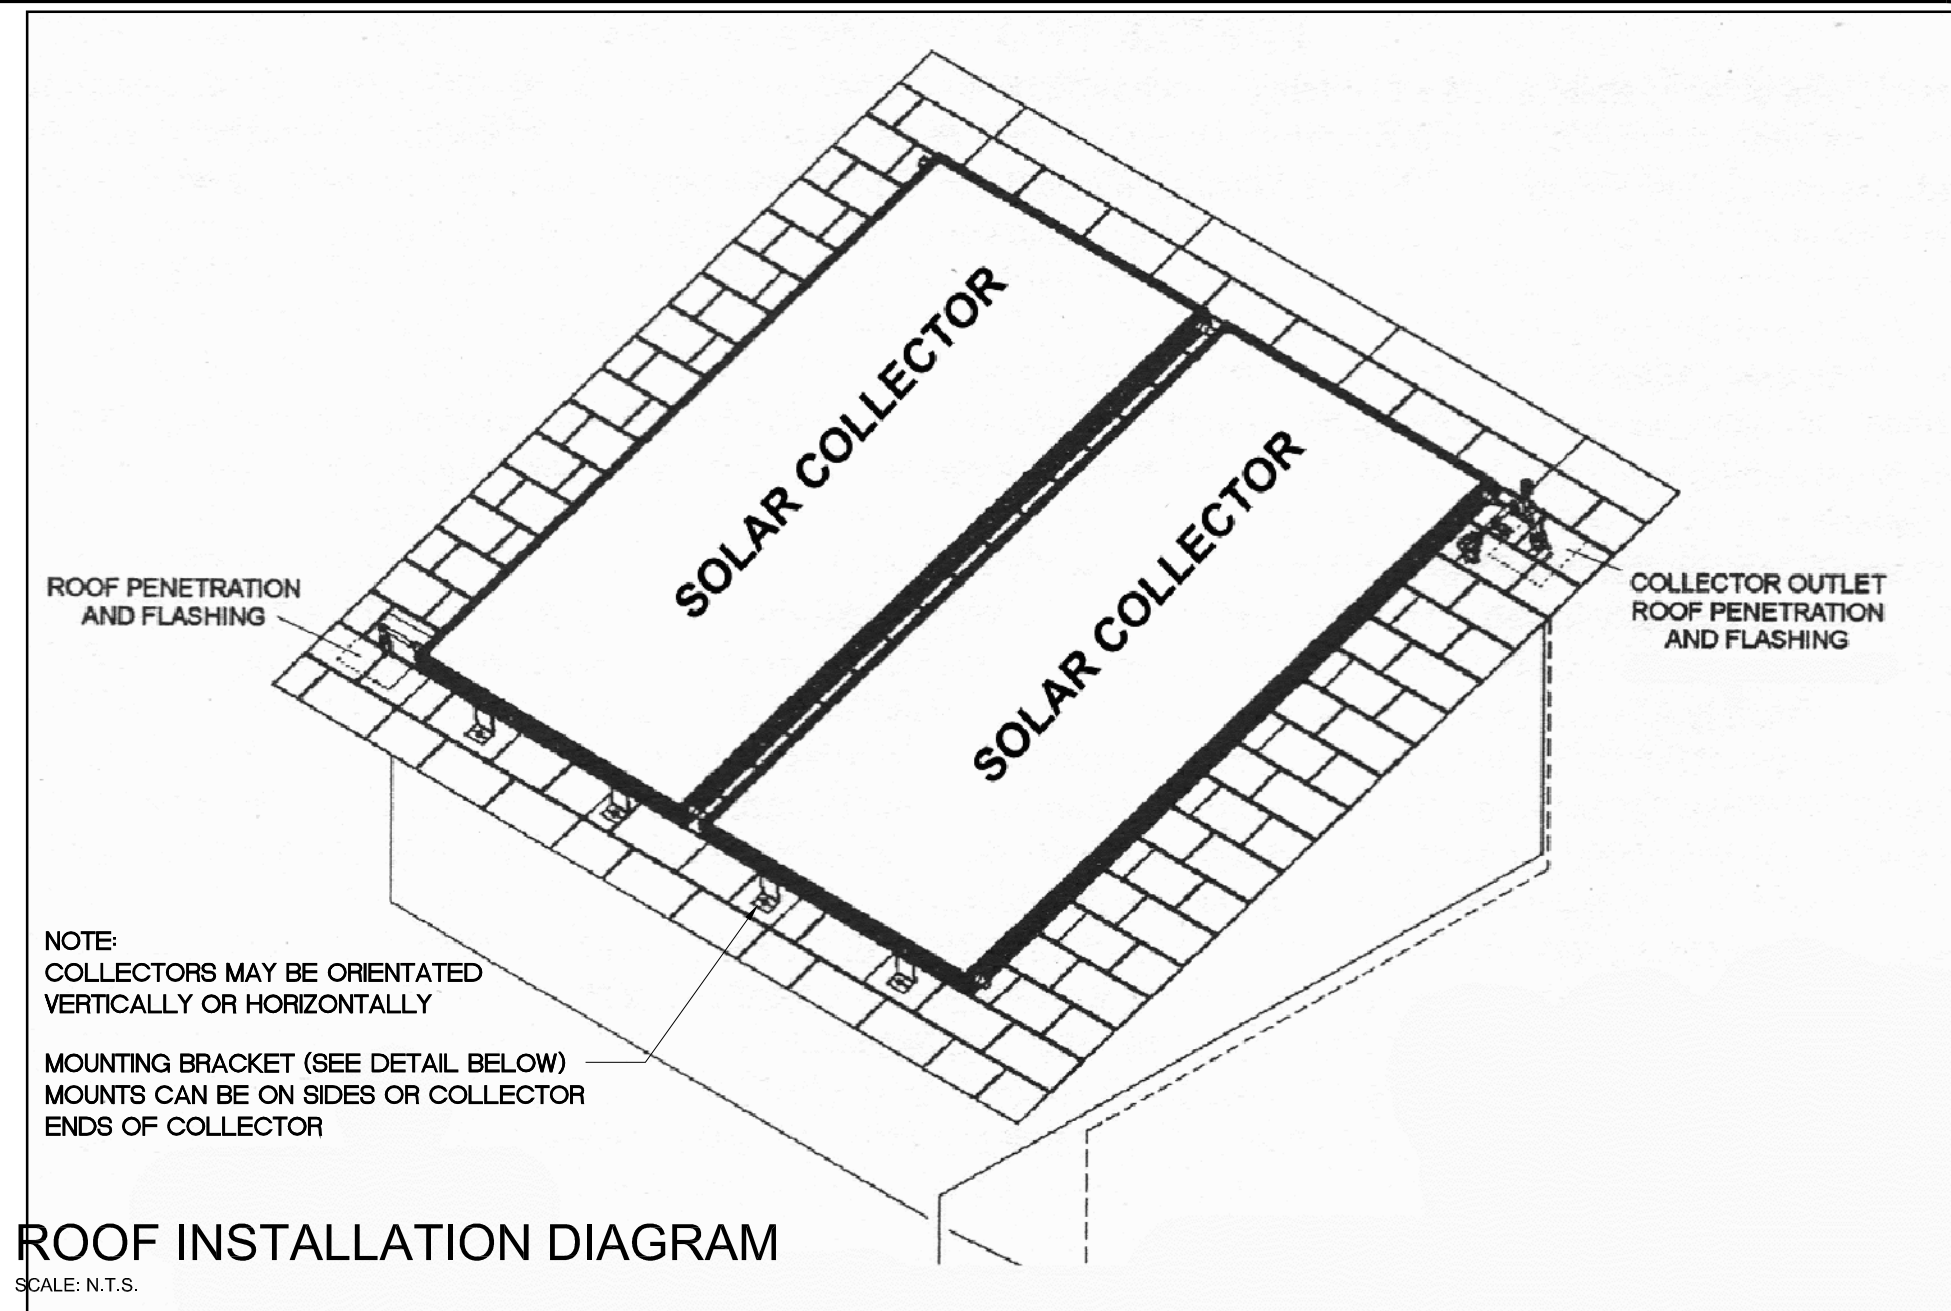 SOLAR COLLECTOR
SOLAR COLLECTOR
ROOF PENETRATION
AND FLASHING
COLLECTOR OUTLET
ROOF PENETRATION
AND FLASHING
NOTE:
COLLECTORS MAY BE ORIENTATED
VERTICALLY OR HORIZONTALLY
MOUNTING BRACKET (SEE DETAIL BELOW)
MOUNTS CAN BE ON SIDES OR COLLECTOR
ENDS OF COLLECTOR
ROOF INSTALLATION DIAGRAM
SCALE: N.T.S.